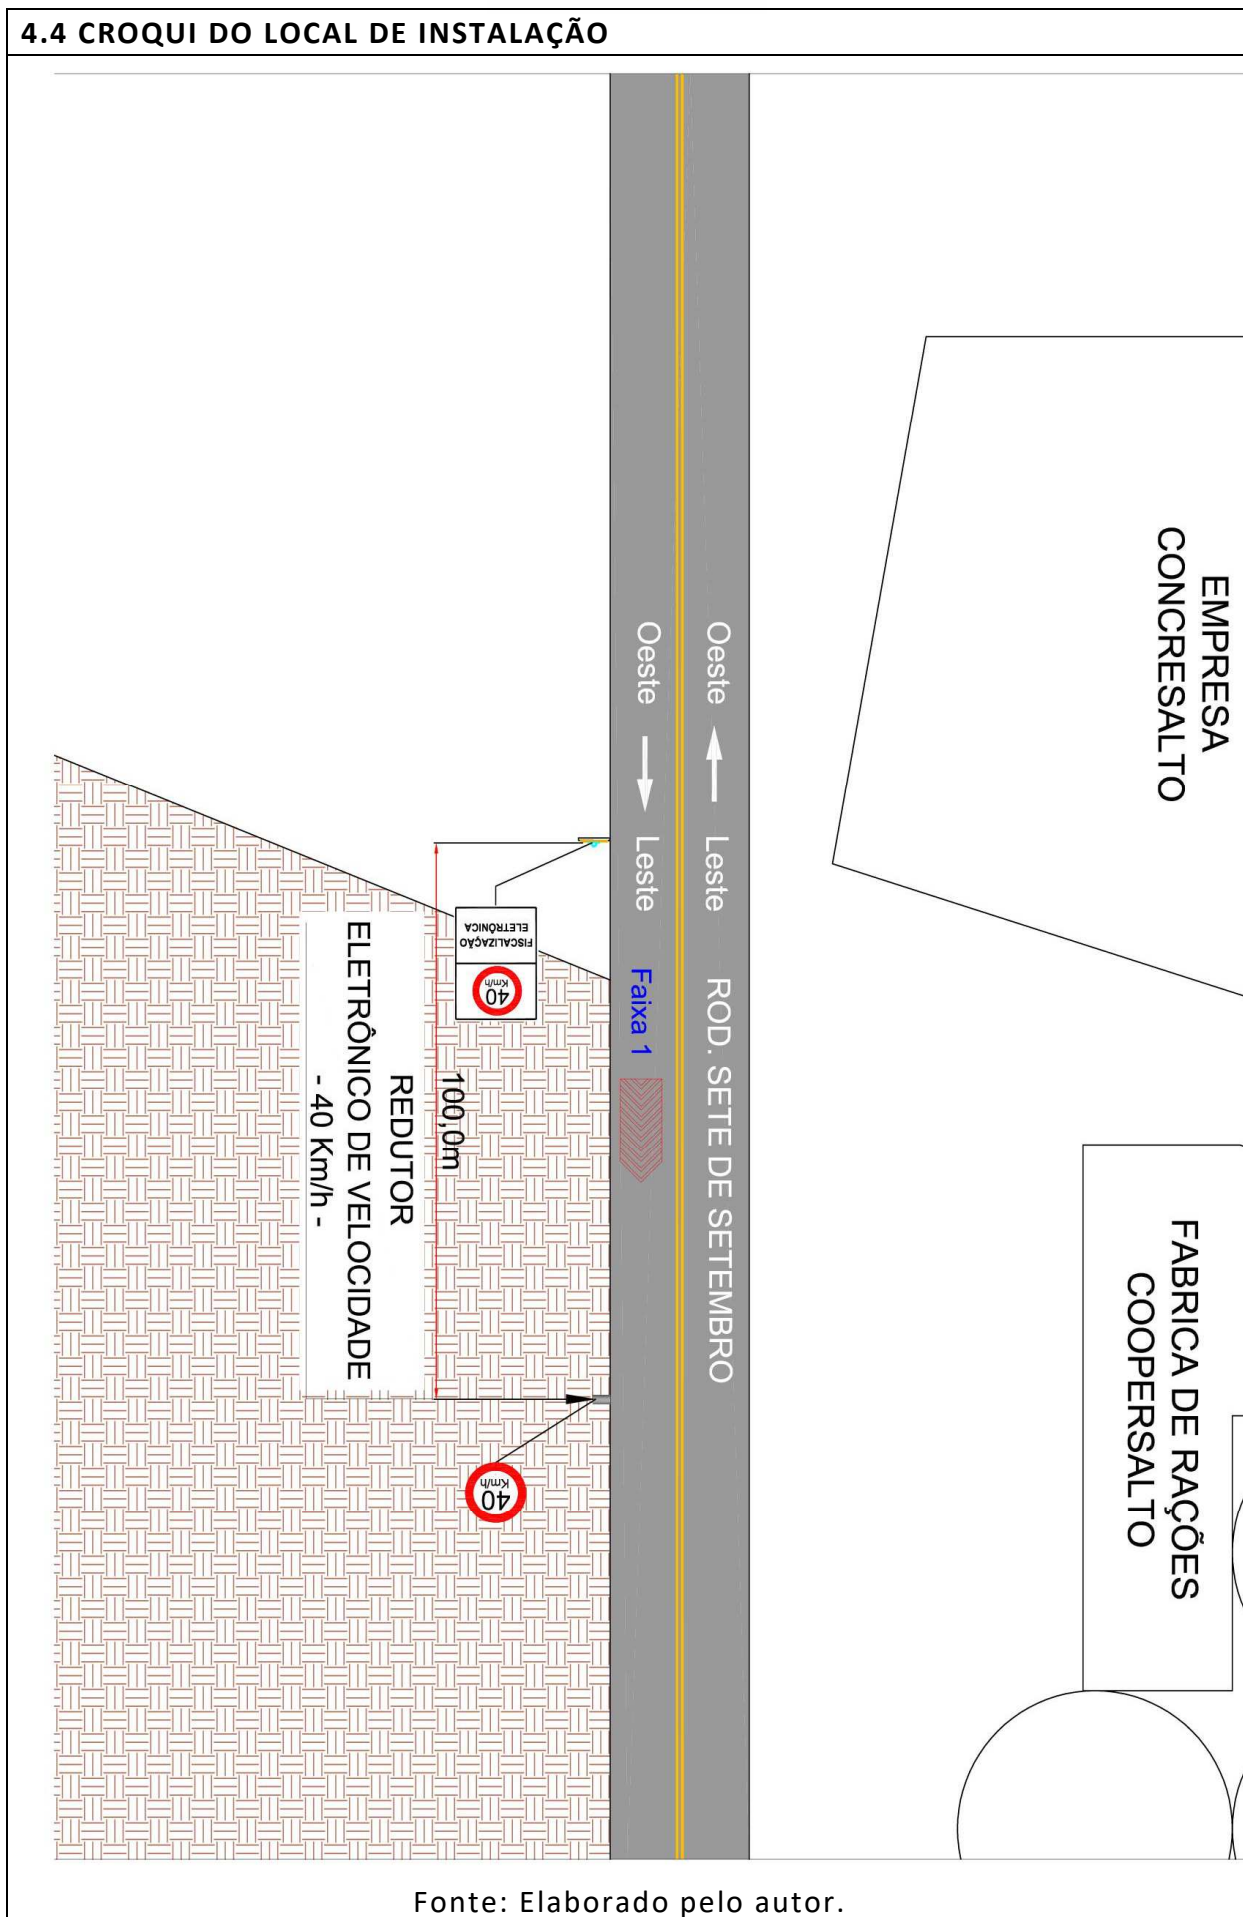 4.4 CROQUI DO LOCAL DE INSTALAÇÃO
EMPRESA
CONCRESALTO
Oeste
Leste
ROD. SETE DE SETEMBRO
Oeste
Leste
Faixa 1
FISCALIZAÇÃO
ELETRÔNICA
40
Km/h
100,0m
REDUTOR
ELETRÔNICO DE VELOCIDADE
- 40 Km/h -
40
Km/h
FABRICA DE RAÇÕES
COOPERSALTO
Fonte: Elaborado pelo autor.